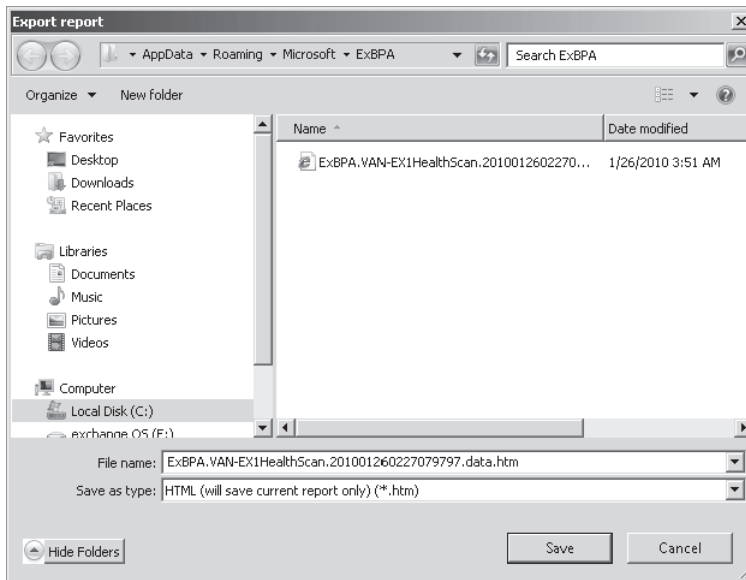 Export report
AppData Roaming Microsoft ExBPA
Search ExBPA
Organize New folder
Name Date modified
Favorites
Desktop
Downloads
Recent Places
Libraries
Documents
Music
Pictures
Videos
Computer
Local Disk (C:)
exchange OS (E:)
ExBPA.VAN-EX1HealthScan.2010012602270... 1/26/2010 3:51 AM
File name: ExBPA.VAN-EX1HealthScan.201001260227079797.data.htm
Save as type: HTML (will save current report only) (*.htm)
Hide Folders
Save
Cancel